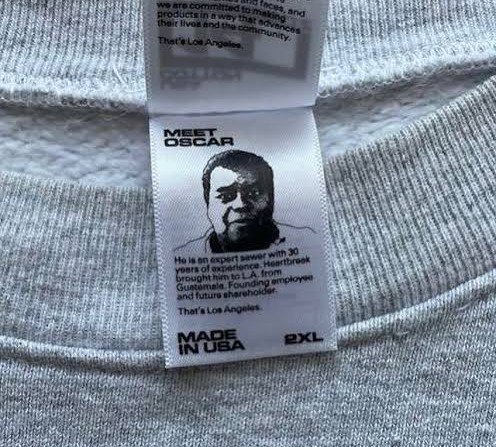 and faces, and
we are committed to making
products in a way that advances
their lives and the community.
That's Los Angeles.
MEET
OSCAR
He is an expert sewer with 30
years of experience. Heartbreak
brought him to L.A. from
Guatemala. Founding employee
and future shareholder.
That's Los Angeles.
MADE
IN USA
2XL